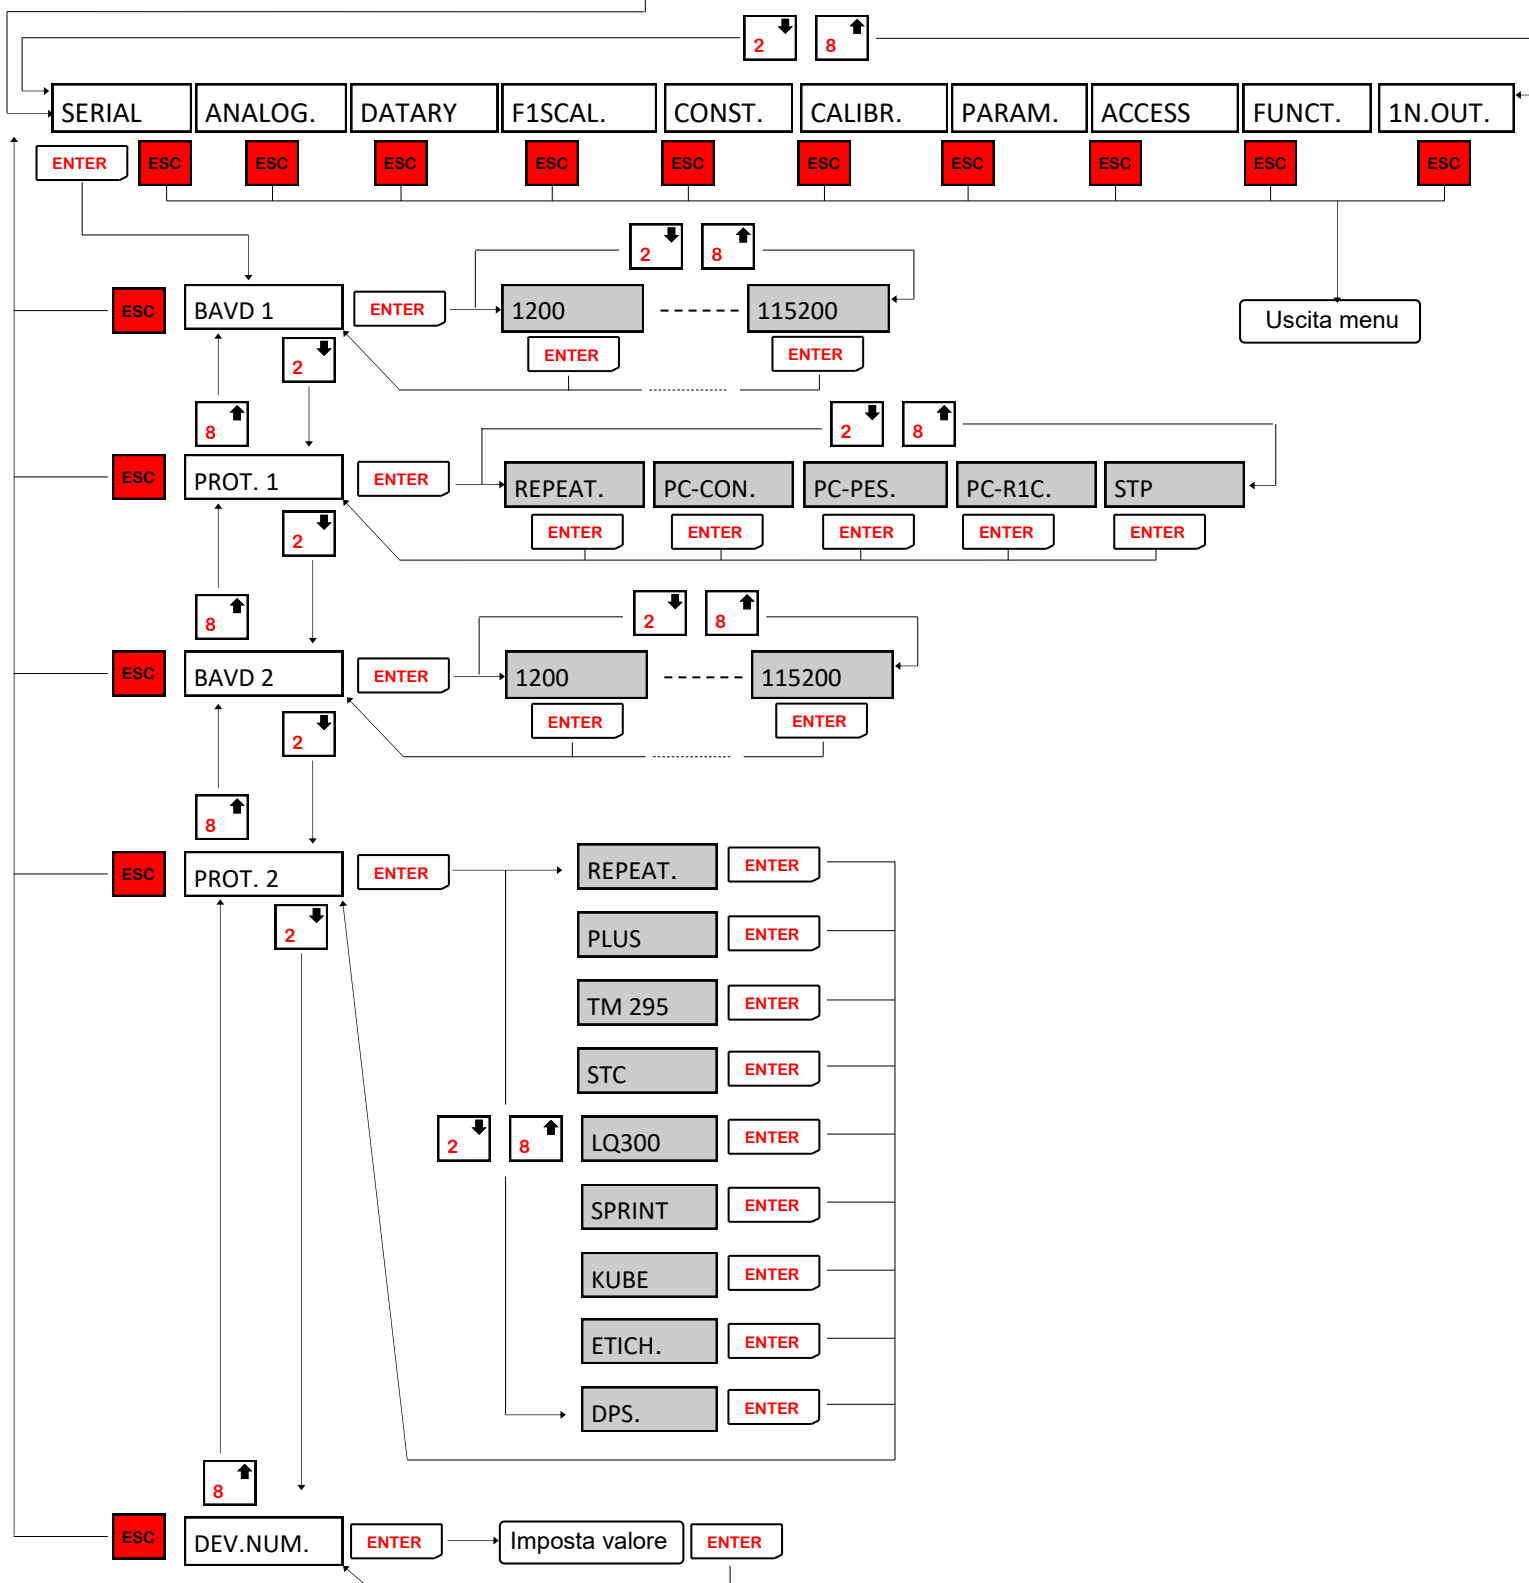 2 8
SERIAL ANALOG. DATARY F1SCAL. CONST. CALIBR. PARAM. ACCESS FUNCT. 1N.OUT.
ENTER ESC ESC ESC ESC ESC ESC ESC ESC ESC ESC
2 8
ESC BAVD 1 ENTER 1200 ------ 115200 Uscita menu
ENTER ENTER
2
8 2 8
ESC PROT. 1 ENTER REPEAT. PC-CON. PC-PES. PC-R1C. STP
ENTER ENTER ENTER ENTER ENTER
2
8 2 8
ESC BAVD 2 ENTER 1200 ------ 115200
ENTER ENTER
2
8
ESC PROT. 2 ENTER REPEAT. ENTER
2 PLUS ENTER
TM 295 ENTER
STC ENTER
2 8 LQ300 ENTER
SPRINT ENTER
KUBE ENTER
ETICH. ENTER
DPS. ENTER
8
ESC DEV.NUM. ENTER Imposta valore ENTER